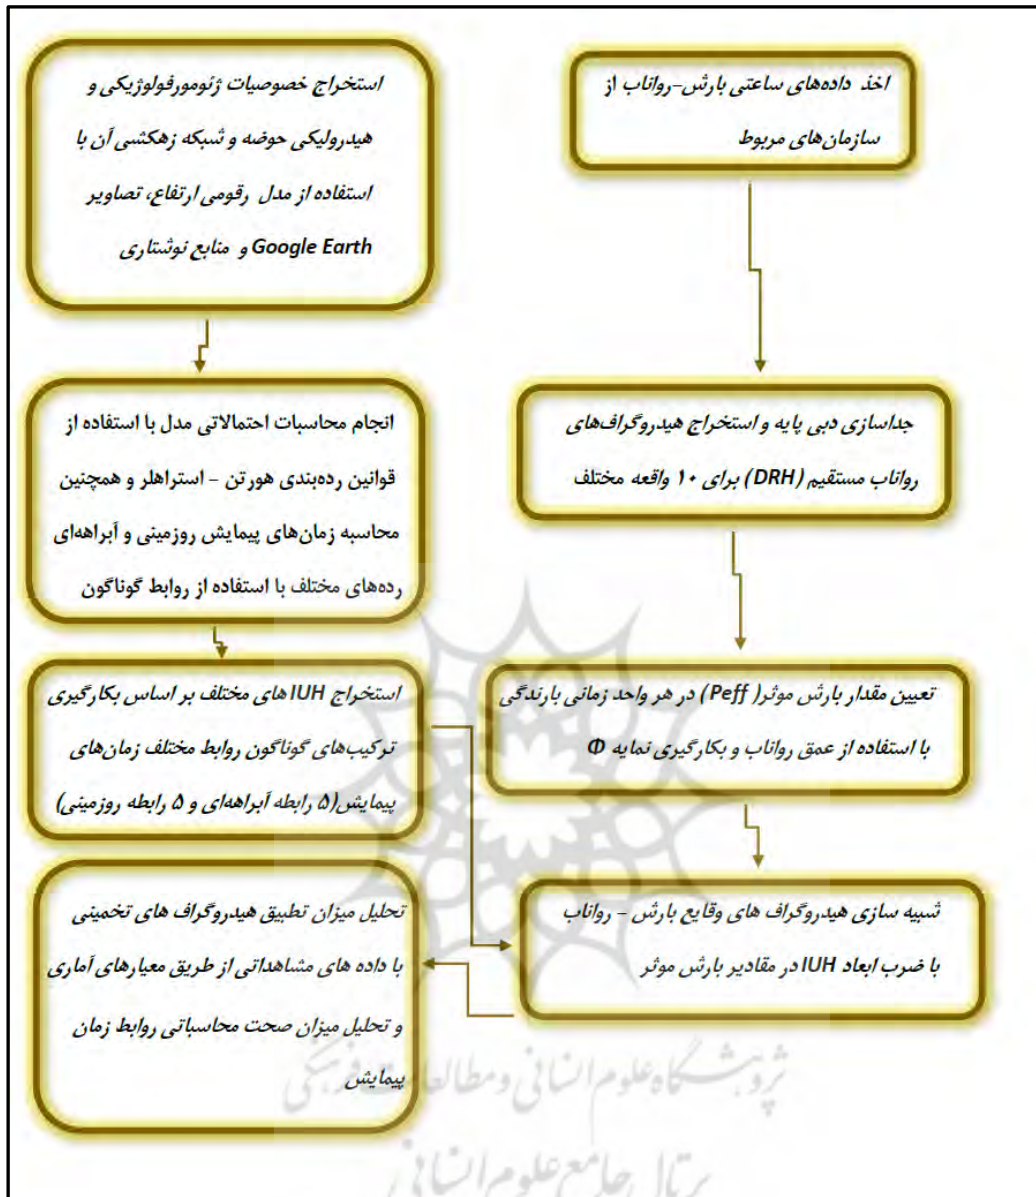 اخذ داده‌های ساعتی بارش-رواناب از
سازمان‌های مربوط
جداسازی دبی پایه و استخراج هیدروگراف‌های
رواناب مستقیم (DRH) برای ۱۰ واقعه مختلف
تعیین مقدار بارش موثر( Peff) در هر واحد زمانی بارندگی
با استفاده از عمق رواناب و بکارگیری نمایه Φ
شبیه سازی هیدروگراف های وقایع بارش – رواناب
با ضرب ابعاد IUH در مقادیر بارش موثر
استخراج خصوصیات ژئومورفولوژیکی و
هیدرولیکی حوضه و شبکه زهکشی آن با
استفاده از مدل رقومی ارتفاع، تصاویر
Google Earth و منابع نوشتاری
انجام محاسبات احتمالاتی مدل با استفاده از
قوانین رده‌بندی هورتن – استراهلر و همچنین
محاسبه زمان‌های پیمایش روزمینی و آبراهه‌ای
رده‌های مختلف با استفاده از روابط گوناگون
استخراج IUH های مختلف بر اساس بکارگیری
ترکیب‌های گوناگون روابط مختلف زمان‌های
پیمایش(۵ رابطه آبراهه‌ای و ۵ رابطه روزمینی)
تحلیل میزان تطبیق هیدروگراف های تخمینی
با داده های مشاهداتی از طریق معیارهای آماری
و تحلیل میزان صحت محاسباتی روابط زمان
پیمایش
پژوهشگاه علوم انسانی و مطالعات فرهنگی
پرتال جامع علوم انسانی